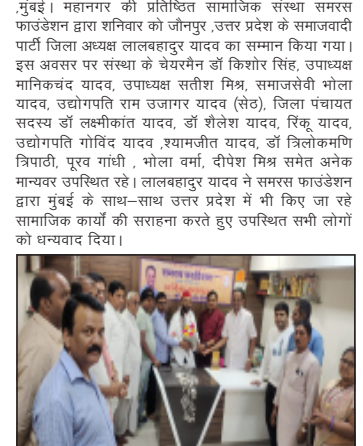 ,मुंबई। महानगर की प्रतिष्ठित सामाजिक संस्था समरस
फाउंडेशन द्वारा शनिवार को जौनपुर ,उत्तर प्रदेश के समाजवादी
पार्टी जिला अध्यक्ष लालबहादुर यादव का सम्मान किया गया।
इस अवसर पर संस्था के चेयरमैन डॉ किशोर सिंह, उपाध्यक्ष
मानिकचंद यादव, उपाध्यक्ष सतीश मिश्र, समाजसेवी भोला
यादव, उद्योगपति राम उजागर यादव (सेठ), जिला पंचायत
सदस्य डॉ लक्ष्मीकांत यादव, डॉ शैलेश यादव, रिंकू यादव,
उद्योगपति गोविंद यादव ,श्यामजीत यादव, डॉ त्रिलोकमणि
त्रिपाठी, पूरव गांधी , भोला वर्मा, दीपेश मिश्र समेत अनेक
मान्यवर उपस्थित रहे। लालबहादुर यादव ने समरस फाउंडेशन
द्वारा मुंबई के साथ–साथ उत्तर प्रदेश में भी किए जा रहे
सामाजिक कार्यों की सराहना करते हुए उपस्थित सभी लोगों
को धन्यवाद दिया।